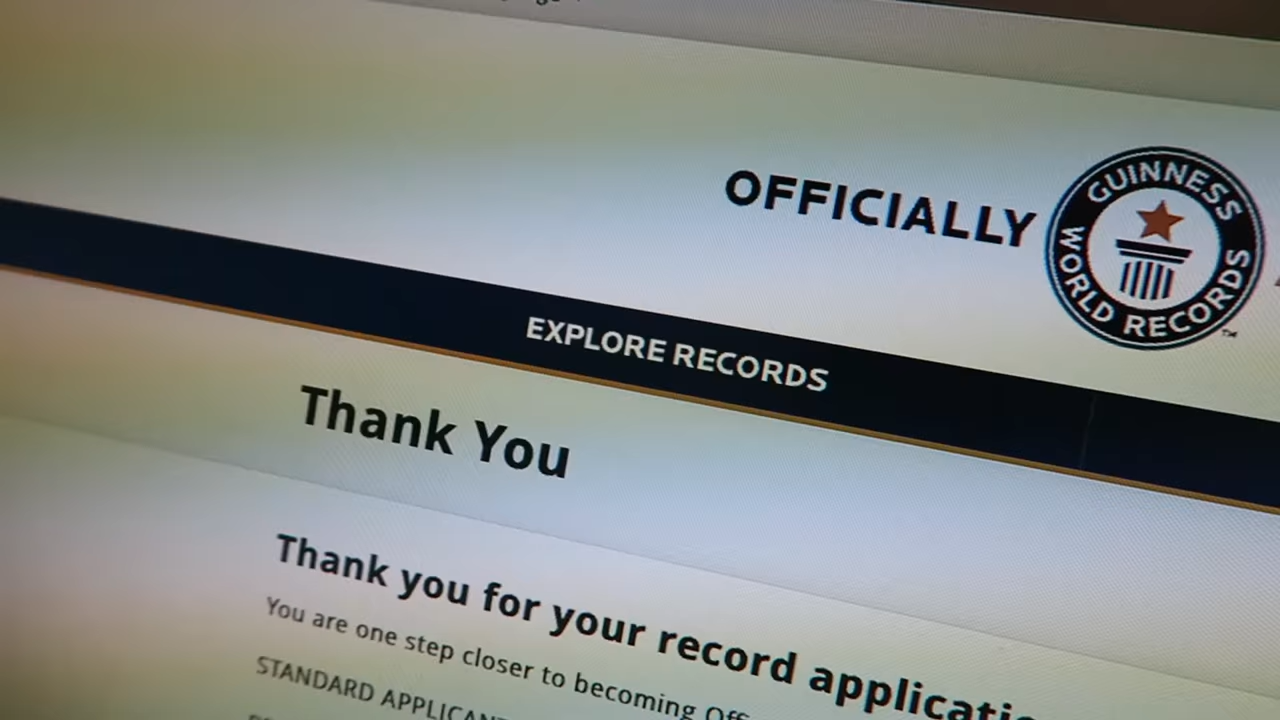 OFFICIALLY
GUINNESS WORLD RECORDS
™
EXPLORE RECORDS
Thank You
Thank you for your record applicatio
You are one step closer to becoming Off
STANDARD APPLICAN